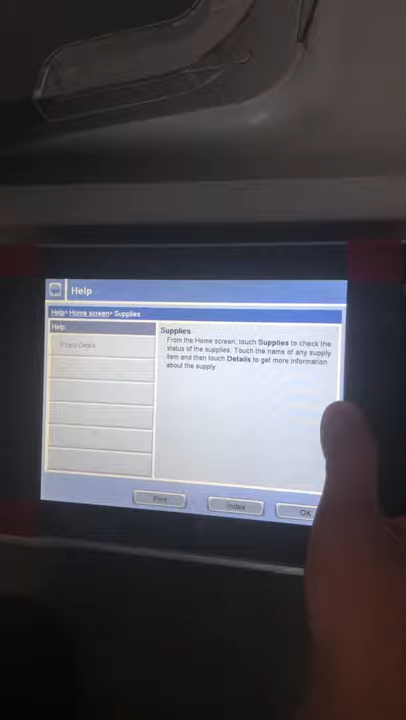 Help
Help> Home screen> Supplies
Help:
Supply Details
Supplies
From the Home screen, touch Supplies to check the
status of the supplies. Touch the name of any supply
item and then touch Details to get more information
about the supply.
Print
Index
OK